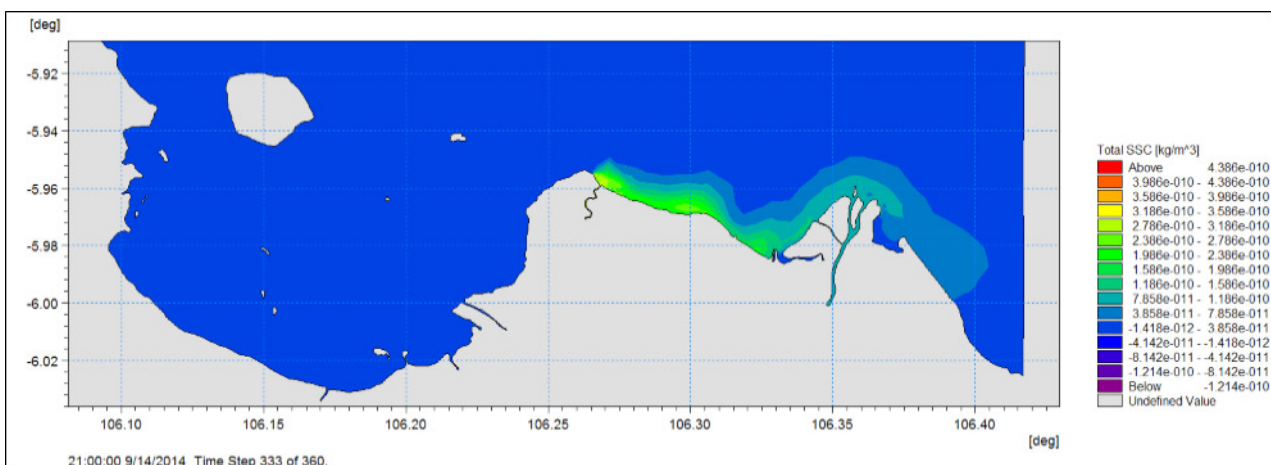 [deg]
-5.92
-5.94
-5.96
-5.98
-6.00
-6.02
106.10 106.15 106.20 106.25 106.30 106.35 106.40
[deg]
21:00:00 9/14/2014 Time Step 333 of 360.
Total SSC [kg/m^3]
Above 4.386e-010
3.986e-010 - 4.386e-010
3.586e-010 - 3.986e-010
3.186e-010 - 3.586e-010
2.786e-010 - 3.186e-010
2.386e-010 - 2.786e-010
1.986e-010 - 2.386e-010
1.586e-010 - 1.986e-010
1.186e-010 - 1.586e-010
7.858e-011 - 1.186e-010
3.858e-011 - 7.858e-011
-1.418e-012 - 3.858e-011
-4.142e-011 - -1.418e-012
-8.142e-011 - -4.142e-011
-1.214e-010 - -8.142e-011
Below -1.214e-010
Undefined Value